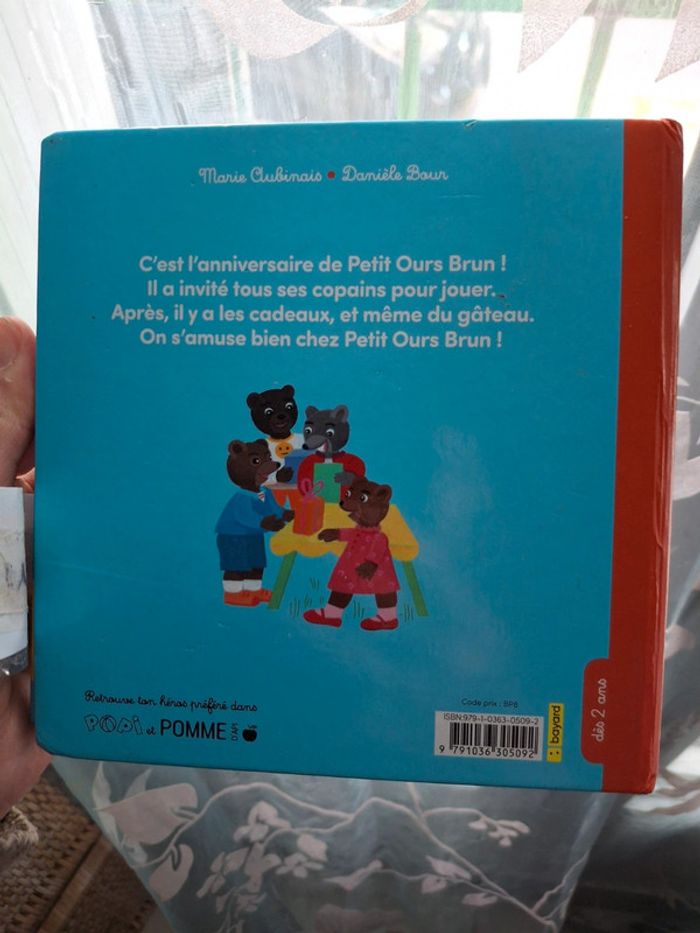 Marie Aubinais • Danièle Bour
C'est l'anniversaire de Petit Ours Brun !
Il a invité tous ses copains pour jouer.
Après, il y a les cadeaux, et même du gâteau.
On s'amuse bien chez Petit Ours Brun !
Retrouve ton héros préféré dans
POPI et POMME D'API
Code prix : BP8
ISBN:979-1-0363-0509-2
9 791036 305092
bayard
dès 2 ans